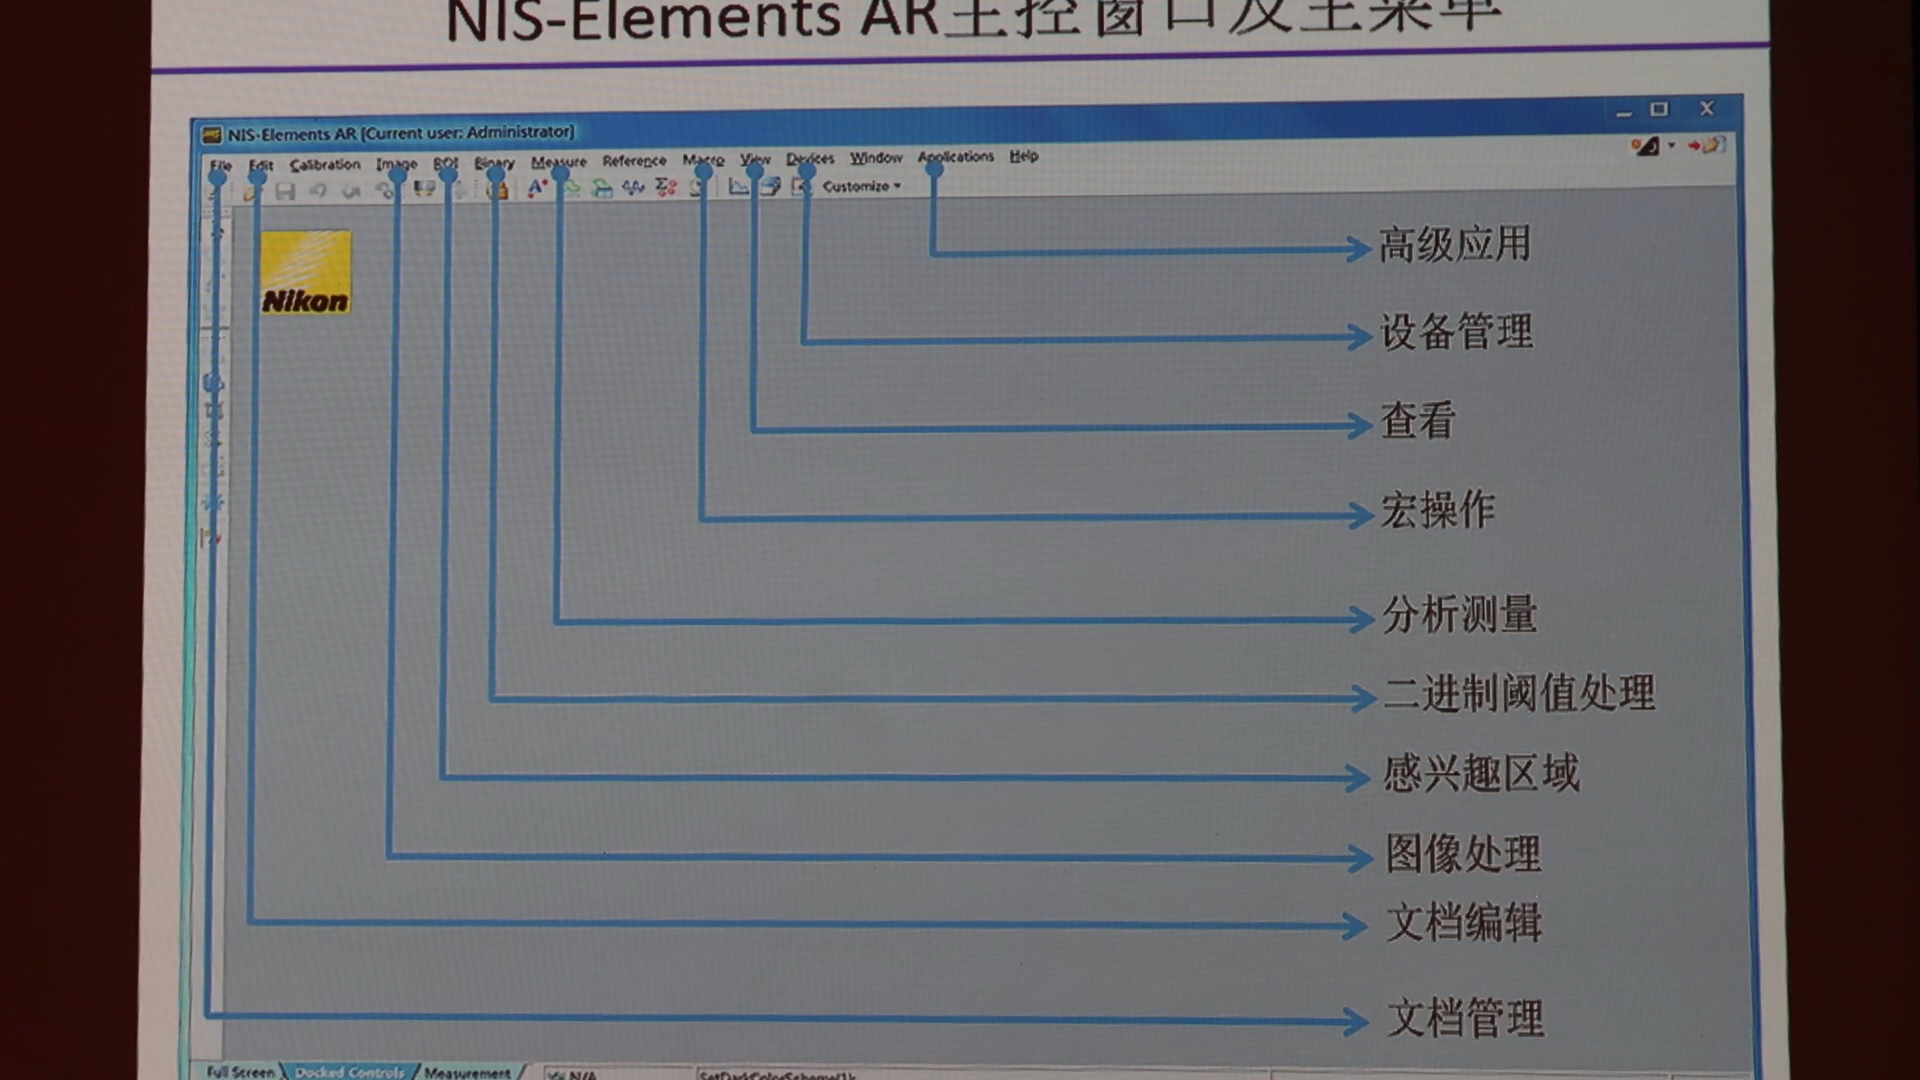 NIS-Elements AR主控窗口及主菜单
NIS-Elements AR [Current user: Administrator]
File Edit Calibration Image ROI Binary Measure Reference Macro View Devices Window Applications Help
Customize
Nikon
高级应用
设备管理
查看
宏操作
分析测量
二进制阈值处理
感兴趣区域
图像处理
文档编辑
文档管理
Full Screen Docked Controls Measurement N/A